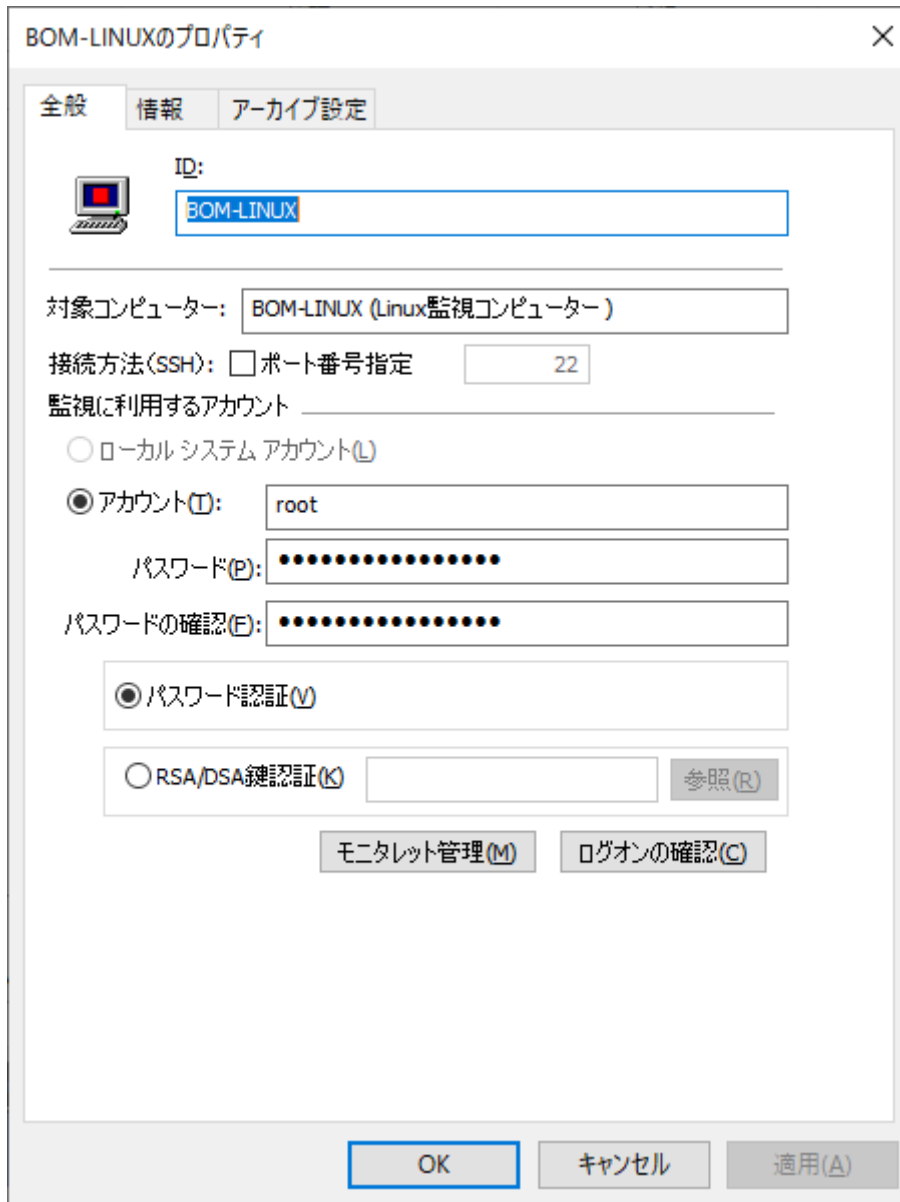 BOM-LINUXのプロパティ
全般 情報 アーカイブ設定
ID:
BOM-LINUX
対象コンピューター: BOM-LINUX (Linux監視コンピューター)
接続方法(SSH): ポート番号指定 22
監視に利用するアカウント
ローカル システム アカウント(L)
アカウント(T): root
パスワード(P): ●●●●●●●●●●●●●●●●
パスワードの確認(F): ●●●●●●●●●●●●●●●●
パスワード認証(V)
RSA/DSA鍵認証(K) 参照(R)
モニタレット管理(M) ログオンの確認(C)
OK キャンセル 適用(A)